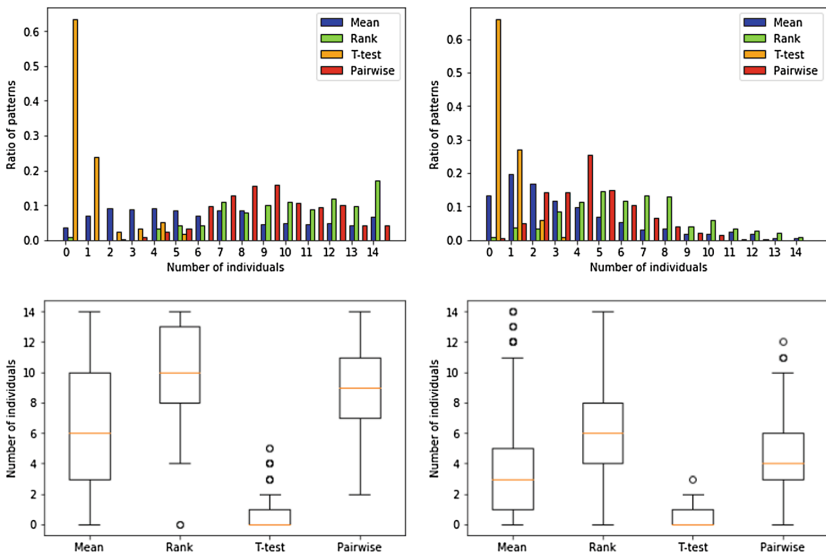 Mean
Rank
T-test
Pairwise
Ratio of patterns
0.6
0.5
0.4
0.3
0.2
0.1
0.0
0 1 2 3 4 5 6 7 8 9 10 11 12 13 14
Number of individuals
Mean
Rank
T-test
Pairwise
Ratio of patterns
0.6
0.5
0.4
0.3
0.2
0.1
0.0
0 1 2 3 4 5 6 7 8 9 10 11 12 13 14
Number of individuals
Number of individuals
14
12
10
8
6
4
2
0
Mean Rank T-test Pairwise
Number of individuals
14
12
10
8
6
4
2
0
Mean Rank T-test Pairwise